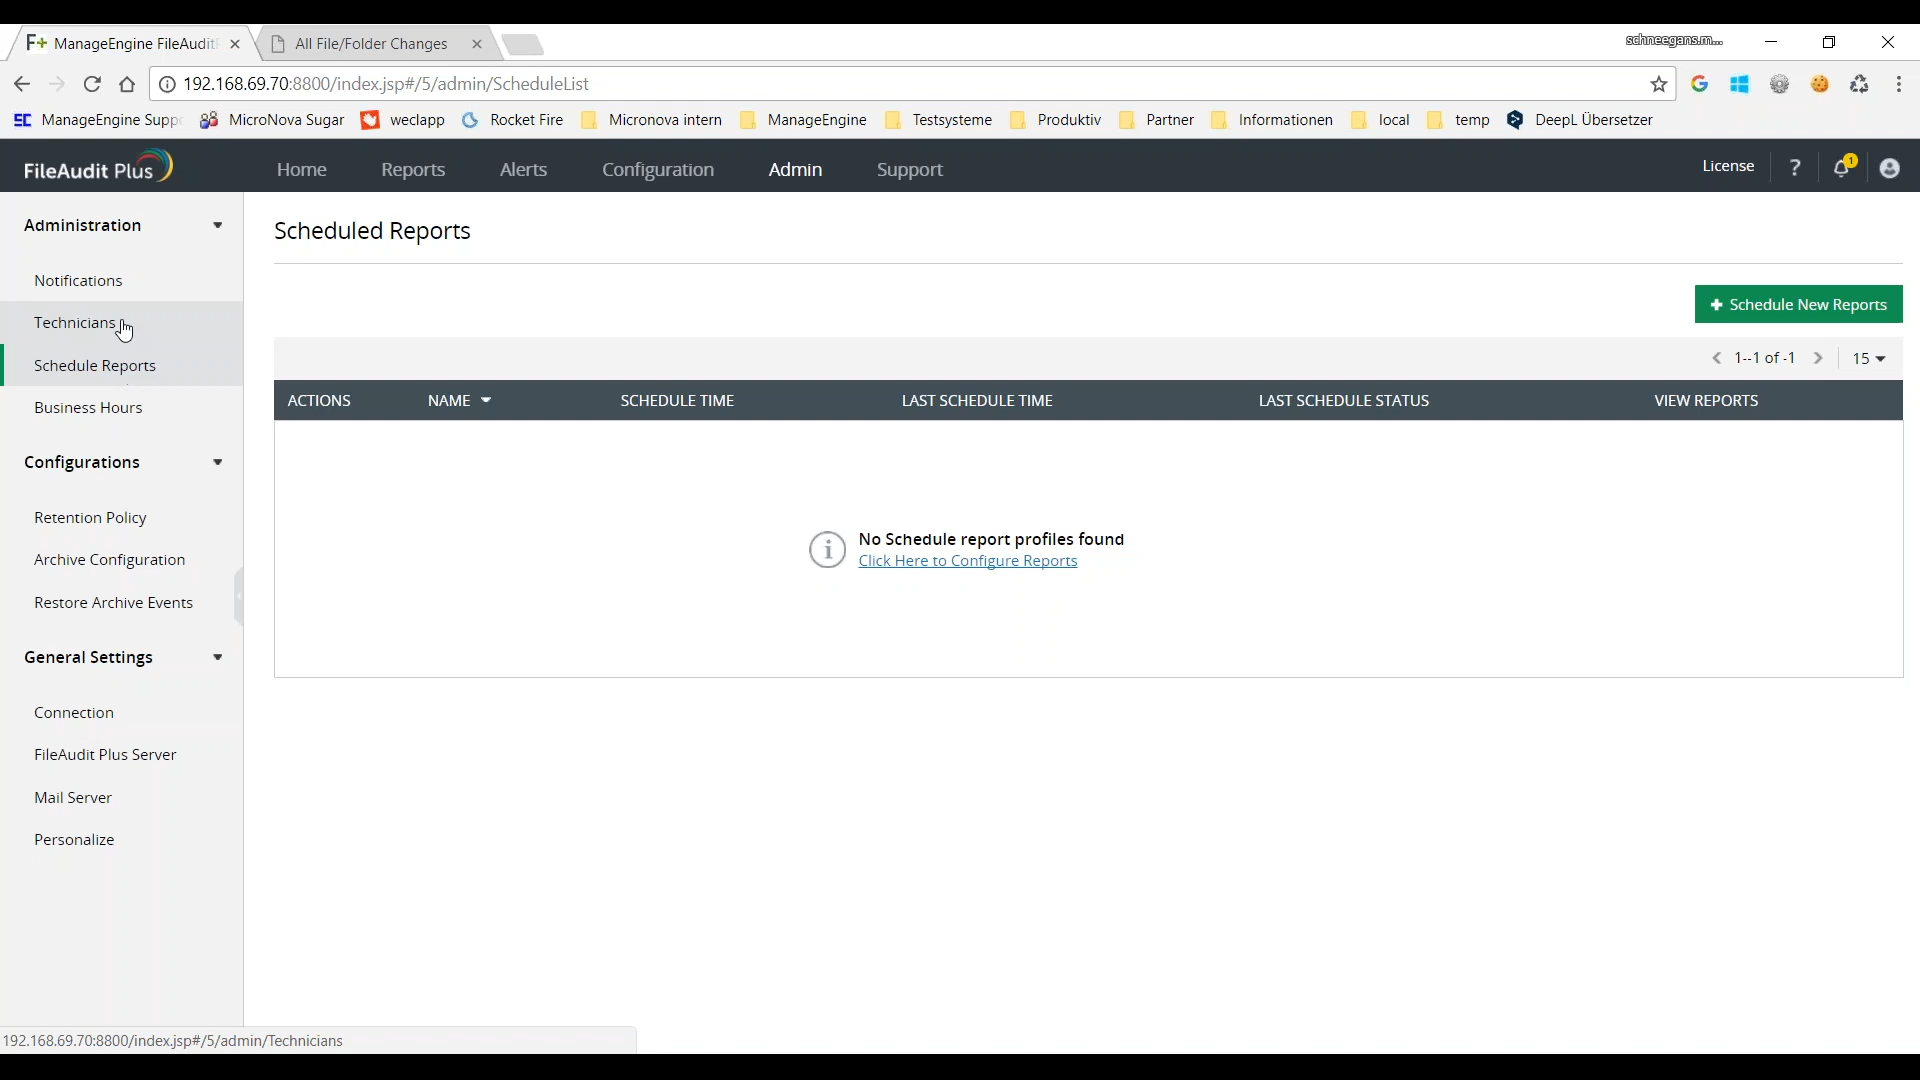 ManageEngine FileAudit
All File/Folder Changes
schneegans.m...
192.168.69.70:8800/index.jsp#/5/admin/ScheduleList
ManageEngine Supp
MicroNova Sugar
weclapp
Rocket Fire
Micronova intern
ManageEngine
Testsysteme
Produktiv
Partner
Informationen
local
temp
DeepL Übersetzer
FileAudit Plus
Home
Reports
Alerts
Configuration
Admin
Support
License
?
1
Administration
Notifications
Technicians
Schedule Reports
Business Hours
Configurations
Retention Policy
Archive Configuration
Restore Archive Events
General Settings
Connection
FileAudit Plus Server
Mail Server
Personalize
Scheduled Reports
+ Schedule New Reports
1--1 of -1
15
ACTIONS
NAME
SCHEDULE TIME
LAST SCHEDULE TIME
LAST SCHEDULE STATUS
VIEW REPORTS
No Schedule report profiles found
Click Here to Configure Reports
192.168.69.70:8800/index.jsp#/5/admin/Technicians